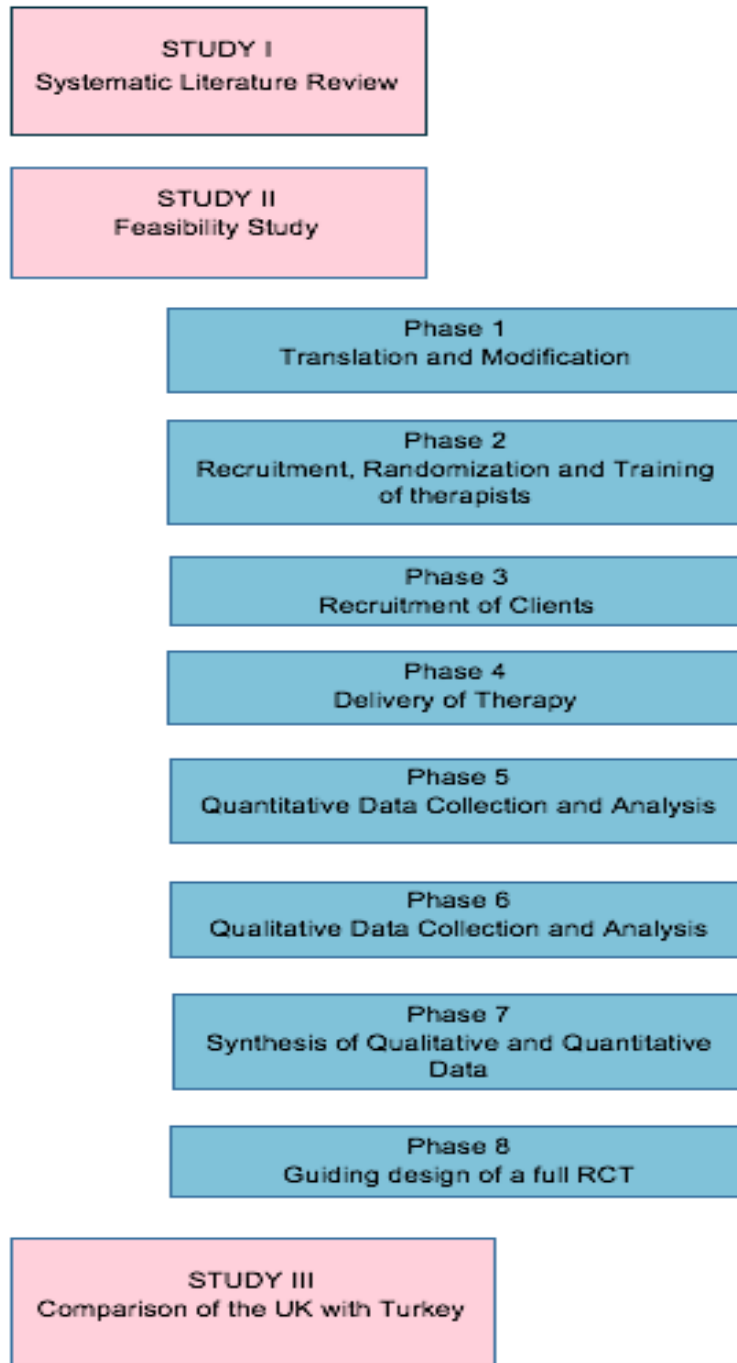 STUDY I
Systematic Literature Review
STUDY II
Feasibility Study
Phase 1
Translation and Modification
Phase 2
Recruitment, Randomization and Training
of therapists
Phase 3
Recruitment of Clients
Phase 4
Delivery of Therapy
Phase 5
Quantitative Data Collection and Analysis
Phase 6
Qualitative Data Collection and Analysis
Phase 7
Synthesis of Qualitative and Quantitative
Data
Phase 8
Guiding design of a full RCT
STUDY III
Comparison of the UK with Turkey